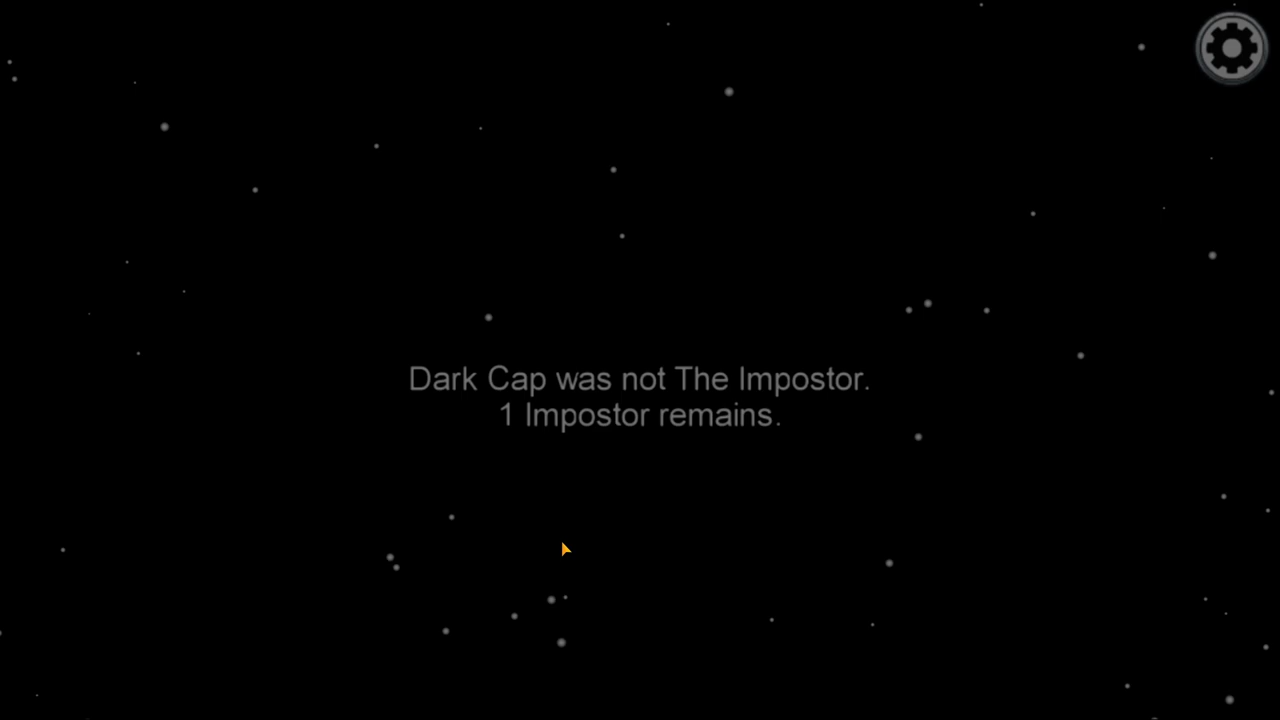 Dark Cap was not The Impostor.
1 Impostor remains.